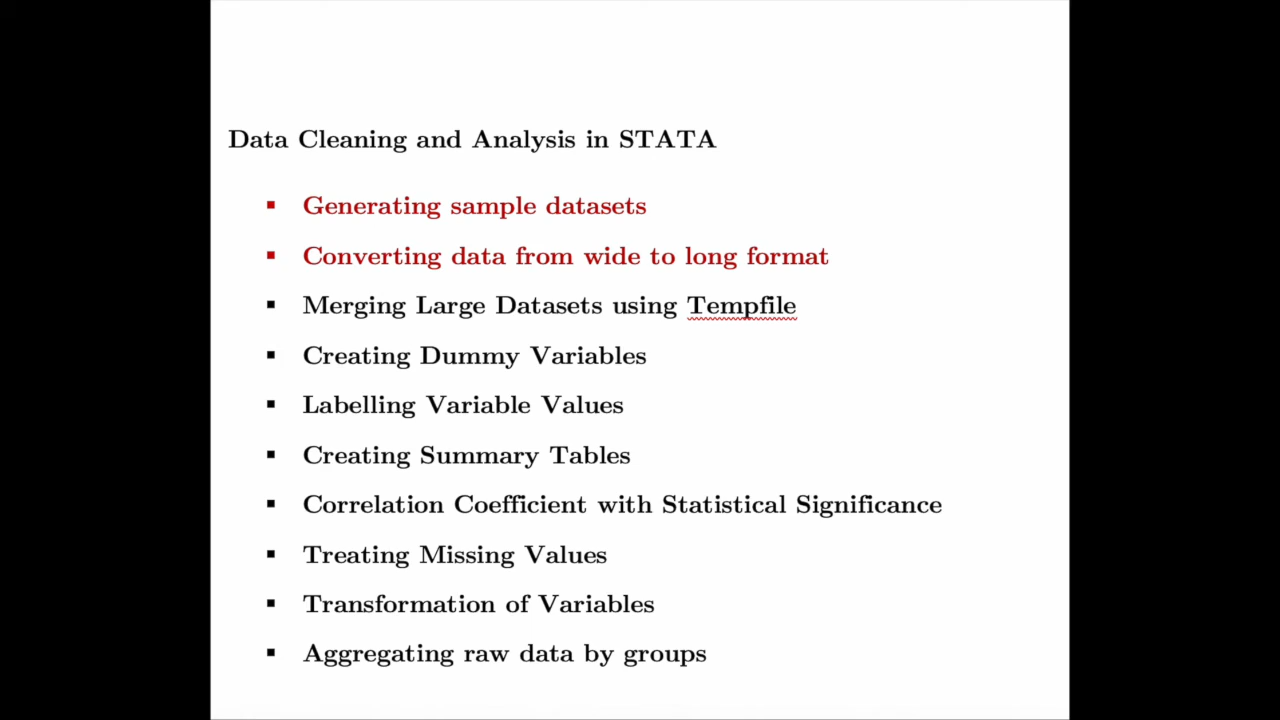 Data Cleaning and Analysis in STATA
▪ Generating sample datasets
▪ Converting data from wide to long format
▪ Merging Large Datasets using Tempfile
▪ Creating Dummy Variables
▪ Labelling Variable Values
▪ Creating Summary Tables
▪ Correlation Coefficient with Statistical Significance
▪ Treating Missing Values
▪ Transformation of Variables
▪ Aggregating raw data by groups